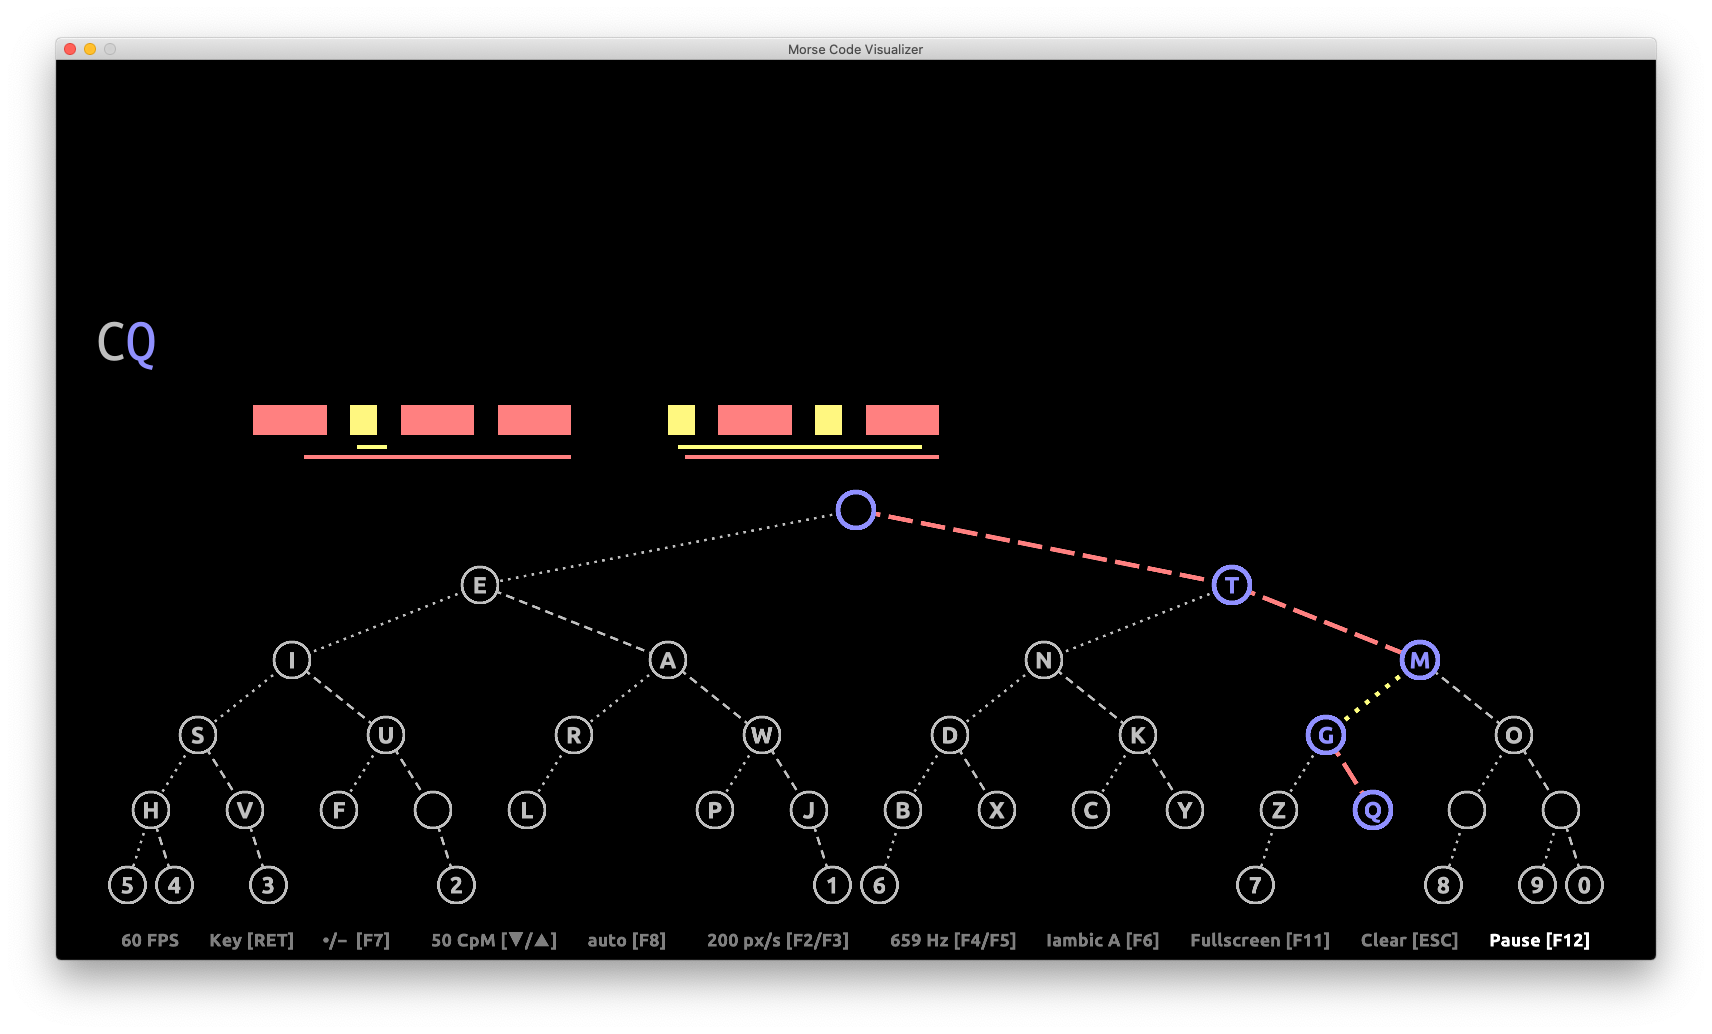 Morse Code Visualizer
CQ
E T
I A N M
S U R W D K G O
H V F L P J B X C Y Z Q
5 4 3 2 1 6 7 8 9 0
60 FPS Key [RET] •/– [F7] 50 CpM [▼/▲] auto [F8] 200 px/s [F2/F3] 659 Hz [F4/F5] Iambic A [F6] Fullscreen [F11] Clear [ESC] Pause [F12]